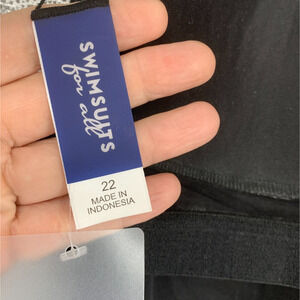 SWIMSUITS
for all
22
MADE IN
INDONESIA